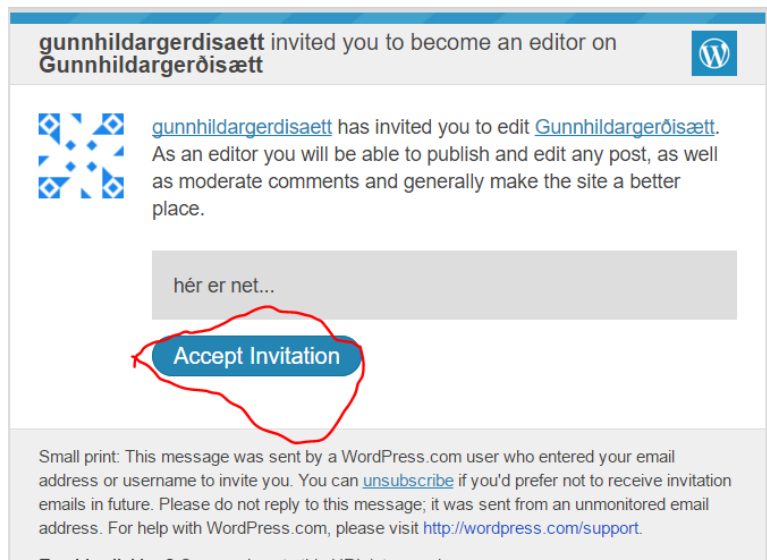 gunnhildargerdisaett invited you to become an editor on
Gunnhildargerðisætt
gunnhildargerdisaett has invited you to edit Gunnhildargerðisætt.
As an editor you will be able to publish and edit any post, as well
as moderate comments and generally make the site a better
place.
hér er net...
Accept Invitation
Small print: This message was sent by a WordPress.com user who entered your email
address or username to invite you. You can unsubscribe if you'd prefer not to receive invitation
emails in future. Please do not reply to this message; it was sent from an unmonitored email
address. For help with WordPress.com, please visit http://wordpress.com/support.